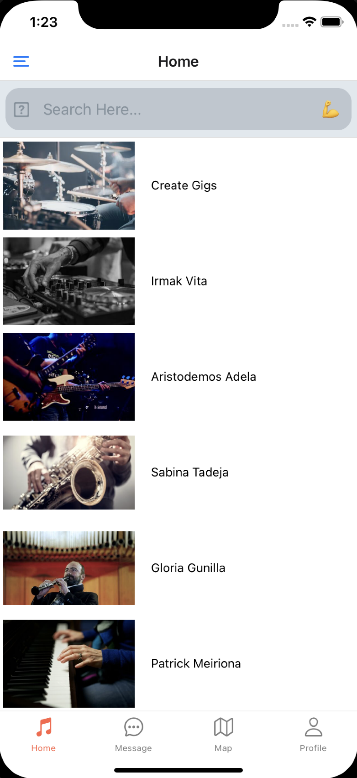 1:23
Home
Search Here...
Create Gigs
Irmak Vita
Aristodemos Adela
Sabina Tadeja
Gloria Gunilla
Patrick Meiriona
Home
Message
Map
Profile